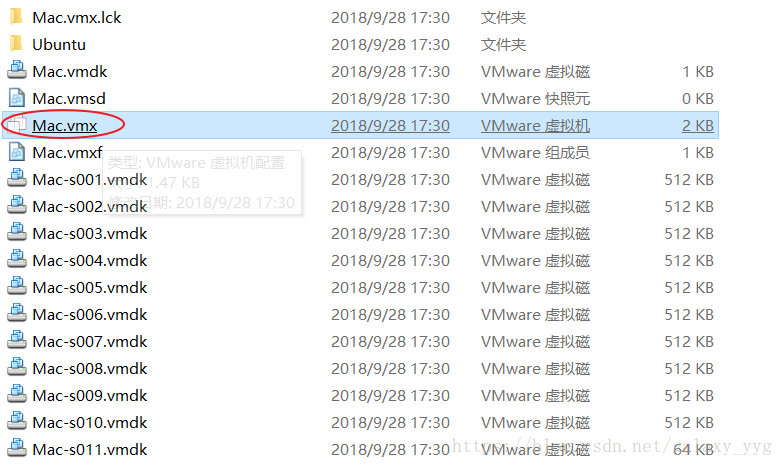 Mac.vmx.lck 2018/9/28 17:30 文件夹
Ubuntu 2018/9/28 17:30 文件夹
Mac.vmdk 2018/9/28 17:30 VMware 虚拟磁 1 KB
Mac.vmsd 2018/9/28 17:30 VMware 快照元 0 KB
Mac.vmx 2018/9/28 17:30 VMware 虚拟机 2 KB
Mac.vmxf 2018/9/28 17:30 VMware 组成员 1 KB
类型: VMware 虚拟机配置
Mac-s001.vmdk 2018/9/28 17:30 VMware 虚拟磁 512 KB
1.47 KB
Mac-s002.vmdk 2018/9/28 17:30 VMware 虚拟磁 512 KB
修改日期: 2018/9/28 17:30
Mac-s003.vmdk 2018/9/28 17:30 VMware 虚拟磁 512 KB
Mac-s004.vmdk 2018/9/28 17:30 VMware 虚拟磁 512 KB
Mac-s005.vmdk 2018/9/28 17:30 VMware 虚拟磁 512 KB
Mac-s006.vmdk 2018/9/28 17:30 VMware 虚拟磁 512 KB
Mac-s007.vmdk 2018/9/28 17:30 VMware 虚拟磁 512 KB
Mac-s008.vmdk 2018/9/28 17:30 VMware 虚拟磁 512 KB
Mac-s009.vmdk 2018/9/28 17:30 VMware 虚拟磁 512 KB
Mac-s010.vmdk 2018/9/28 17:30 VMware 虚拟磁 512 KB
Mac-s011.vmdk 2018/9/28 17:30 VMware 虚拟磁 64 KB